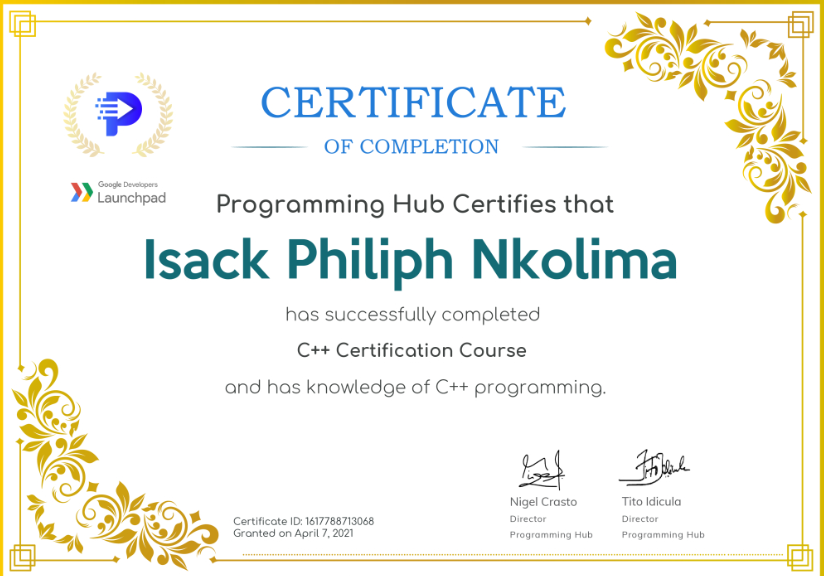 CERTIFICATE
OF COMPLETION
Google Developers
Launchpad
Programming Hub Certifies that
Isack Philiph Nkolima
has successfully completed
C++ Certification Course
and has knowledge of C++ programming.
Nigel Crasto
Director
Programming Hub
Tito Idicula
Director
Programming Hub
Certificate ID: 1617788713068
Granted on April 7, 2021